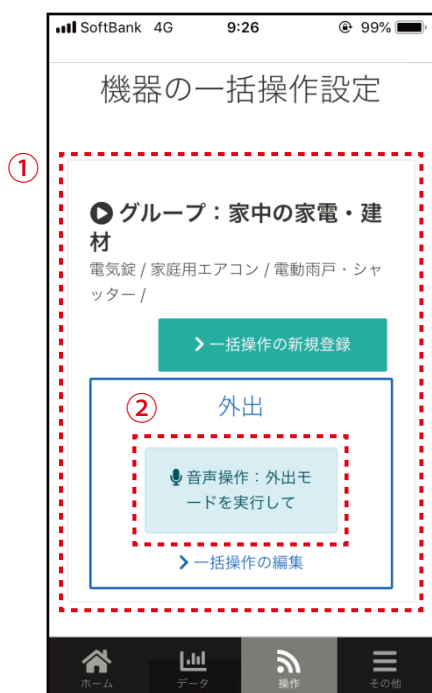 SoftBank 4G 9:26 99%
機器の一括操作設定
①
グループ：家中の家電・建
材
電気錠 / 家庭用エアコン / 電動雨戸・シャ
ッター /
一括操作の新規登録
②
外出
音声操作：外出モ
ードを実行して
一括操作の編集
ホーム データ 操作 その他